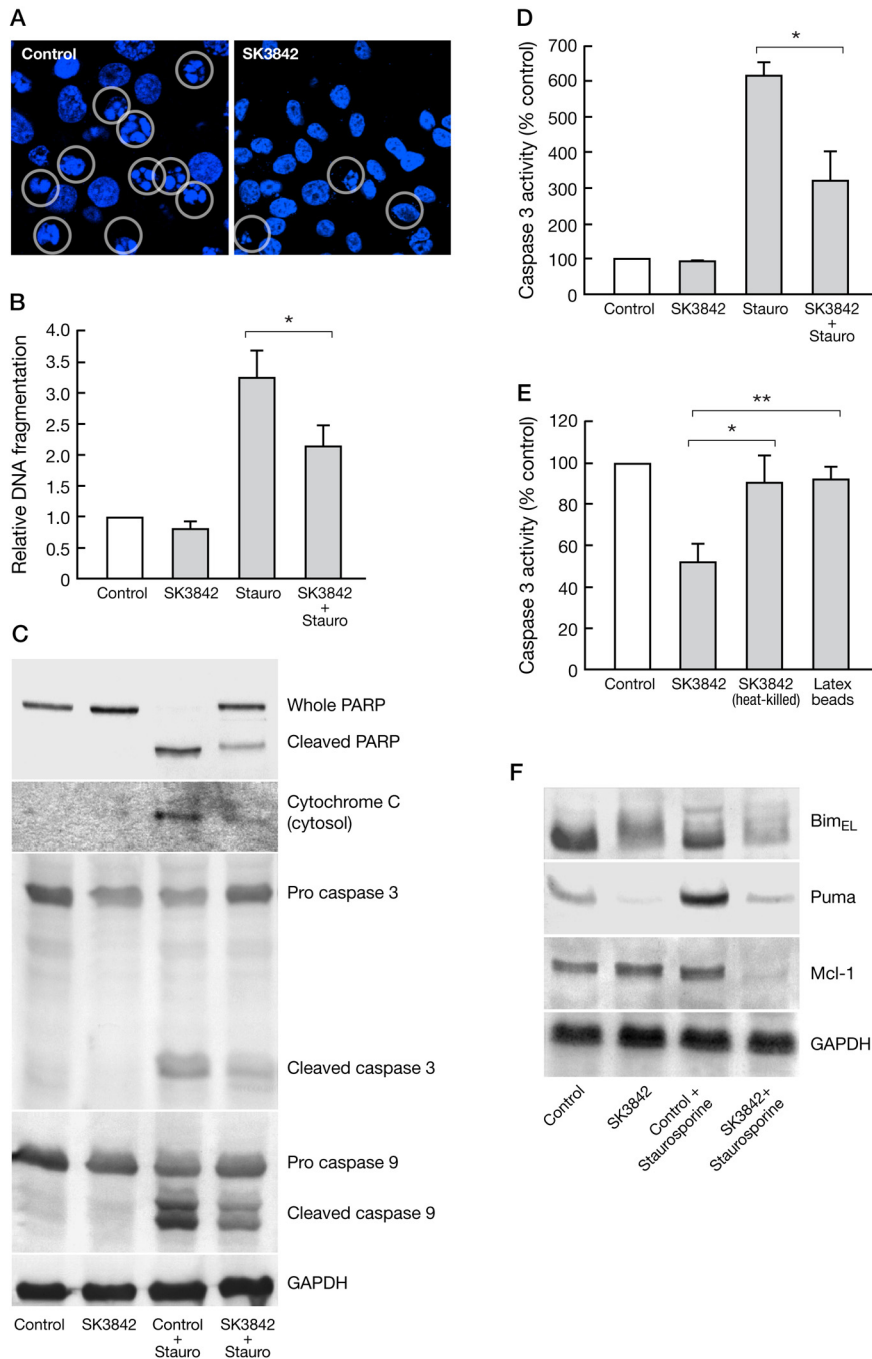 A
Control
SK3842
B
Relative DNA fragmentation
4.0
3.5
3.0
2.5
2.0
1.5
1.0
0.5
0
*
Control
SK3842
Stauro
SK3842
+
Stauro
C
Whole PARP
Cleaved PARP
Cytochrome C
(cytosol)
Pro caspase 3
Cleaved caspase 3
Pro caspase 9
Cleaved caspase 9
GAPDH
Control
SK3842
Control
+
Stauro
SK3842
+
Stauro
D
Caspase 3 activity (% control)
700
600
500
400
300
200
100
0
*
Control
SK3842
Stauro
SK3842
+
Stauro
E
Caspase 3 activity (% control)
120
100
80
60
40
20
0
**
*
Control
SK3842
SK3842
(heat-killed)
Latex
beads
F
BimEL
Puma
Mcl-1
GAPDH
Control
SK3842
Control +
Staurosporine
SK3842+
Staurosporine